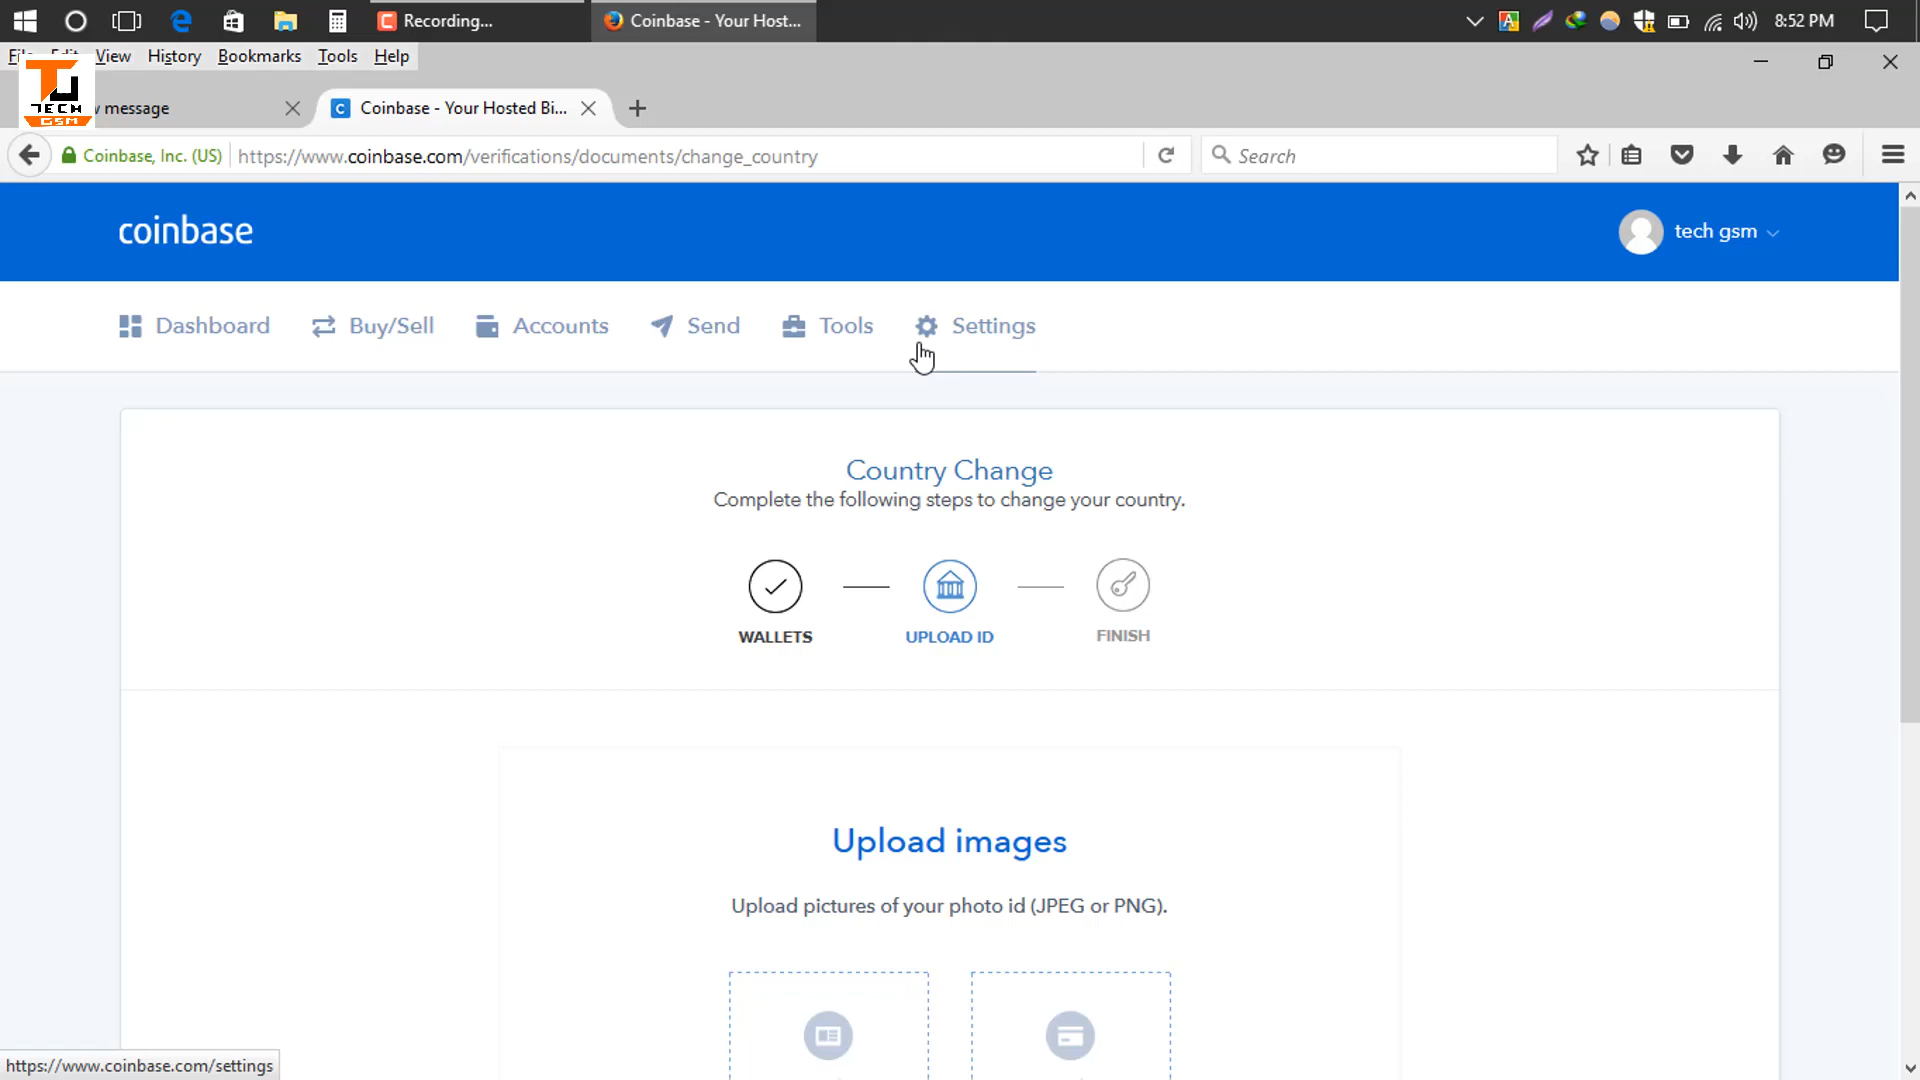 Recording...
Coinbase - Your Host...
8:52 PM
View History Bookmarks Tools Help
TECH
GSM
message
Coinbase - Your Hosted Bi...
Coinbase, Inc. (US)
https://www.coinbase.com/verifications/documents/change_country
Search
coinbase
tech gsm
Dashboard
Buy/Sell
Accounts
Send
Tools
Settings
Country Change
Complete the following steps to change your country.
WALLETS
UPLOAD ID
FINISH
Upload images
Upload pictures of your photo id (JPEG or PNG).
https://www.coinbase.com/settings